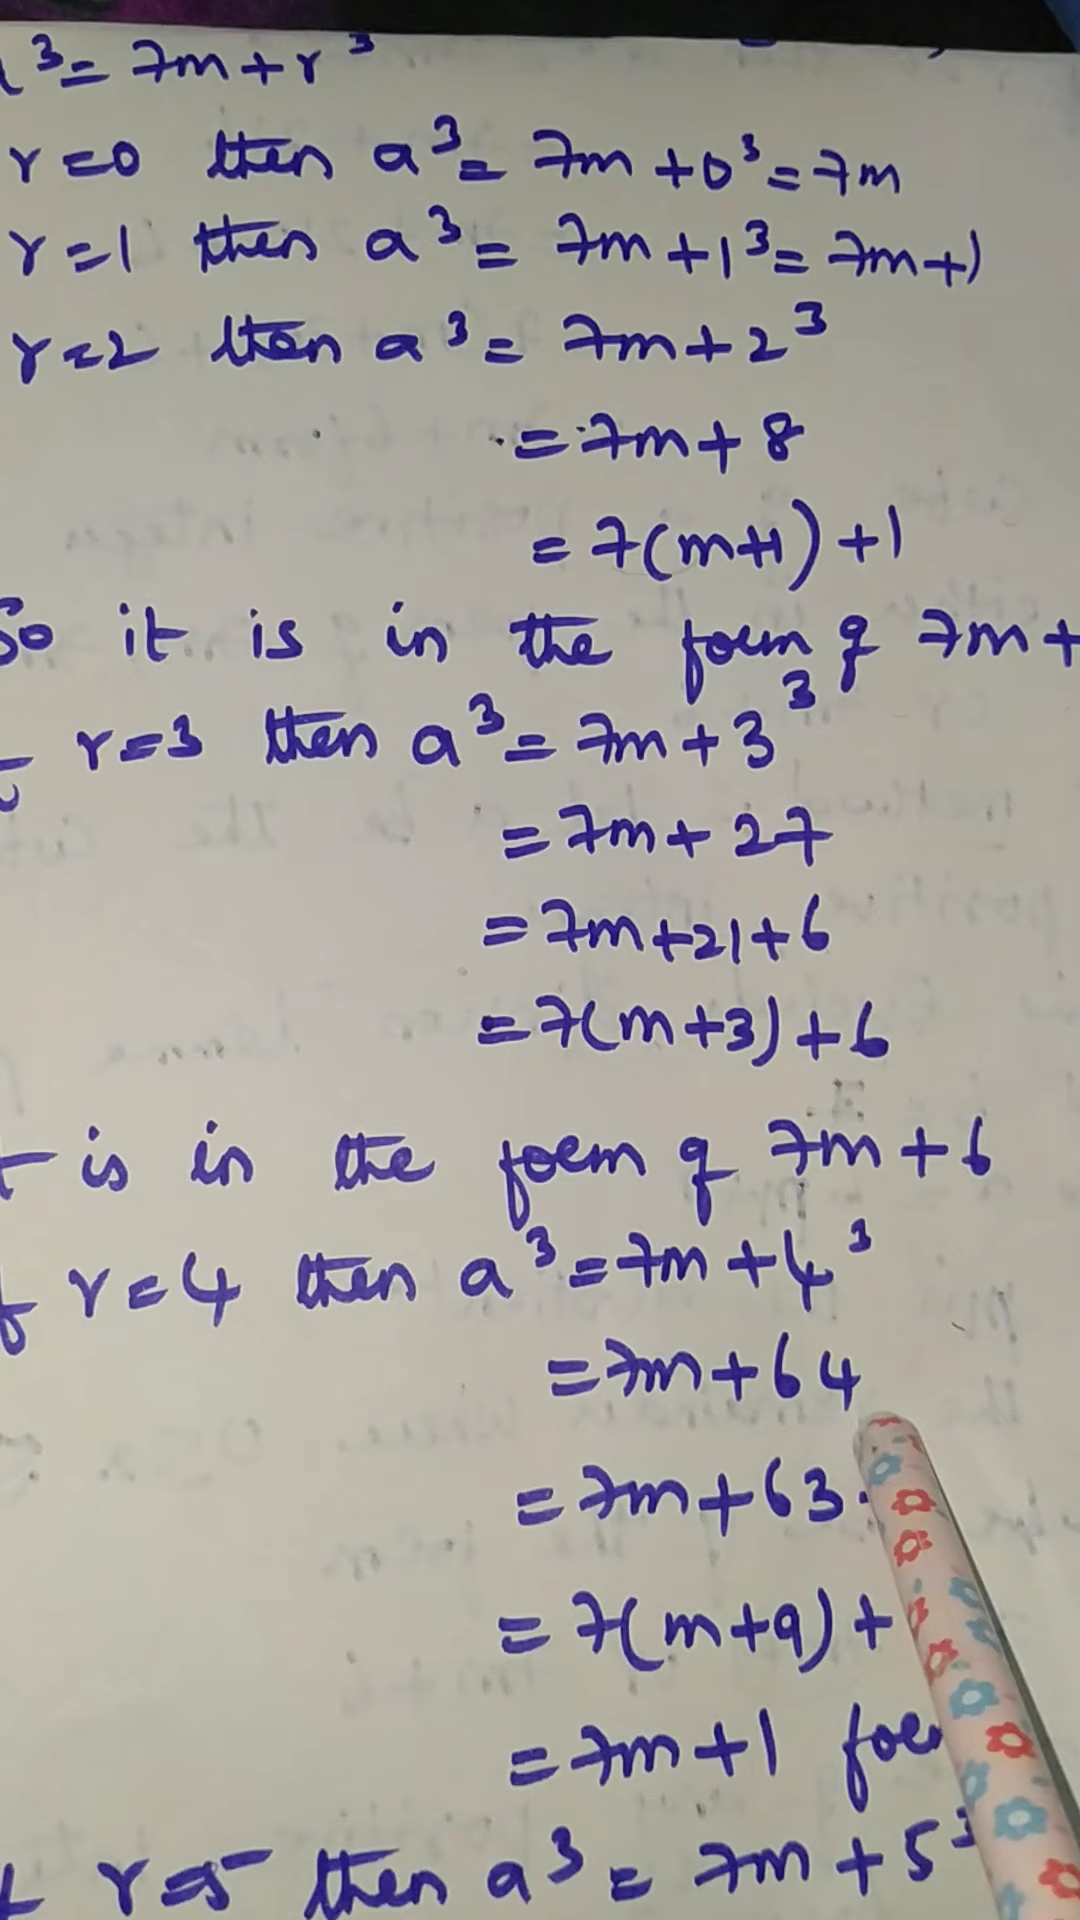 ³= 7m+r³
r=0 then a³= 7m+0³=7m
r=1 then a³= 7m+1³=7m+1
r=2 then a³= 7m+2³
= 7m+8
= 7(m+1)+1
So it is in the form of 7m+
r=3 then a³=7m+3³
=7m+27
=7m+21+6
=7(m+3)+6
is in the form of 7m+6
r=4 then a³=7m+4³
=7m+64
=7m+63
=7(m+9)+
=7m+1
r=5 then a³= 7m+5³